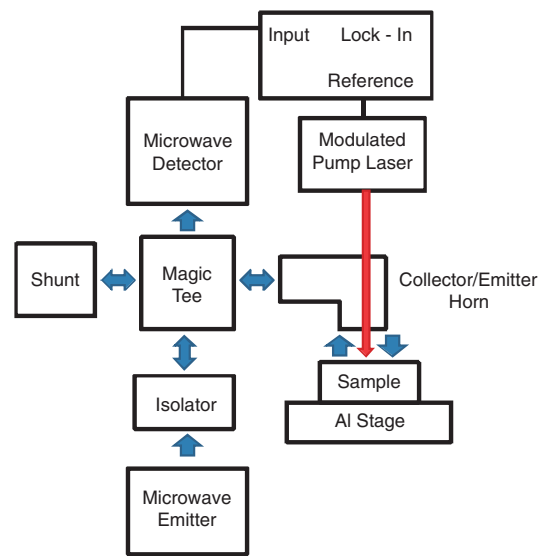 Input Lock - In
Reference
Microwave
Detector
Modulated
Pump Laser
Shunt
Magic
Tee
Collector/Emitter
Horn
Isolator
Sample
Al Stage
Microwave
Emitter